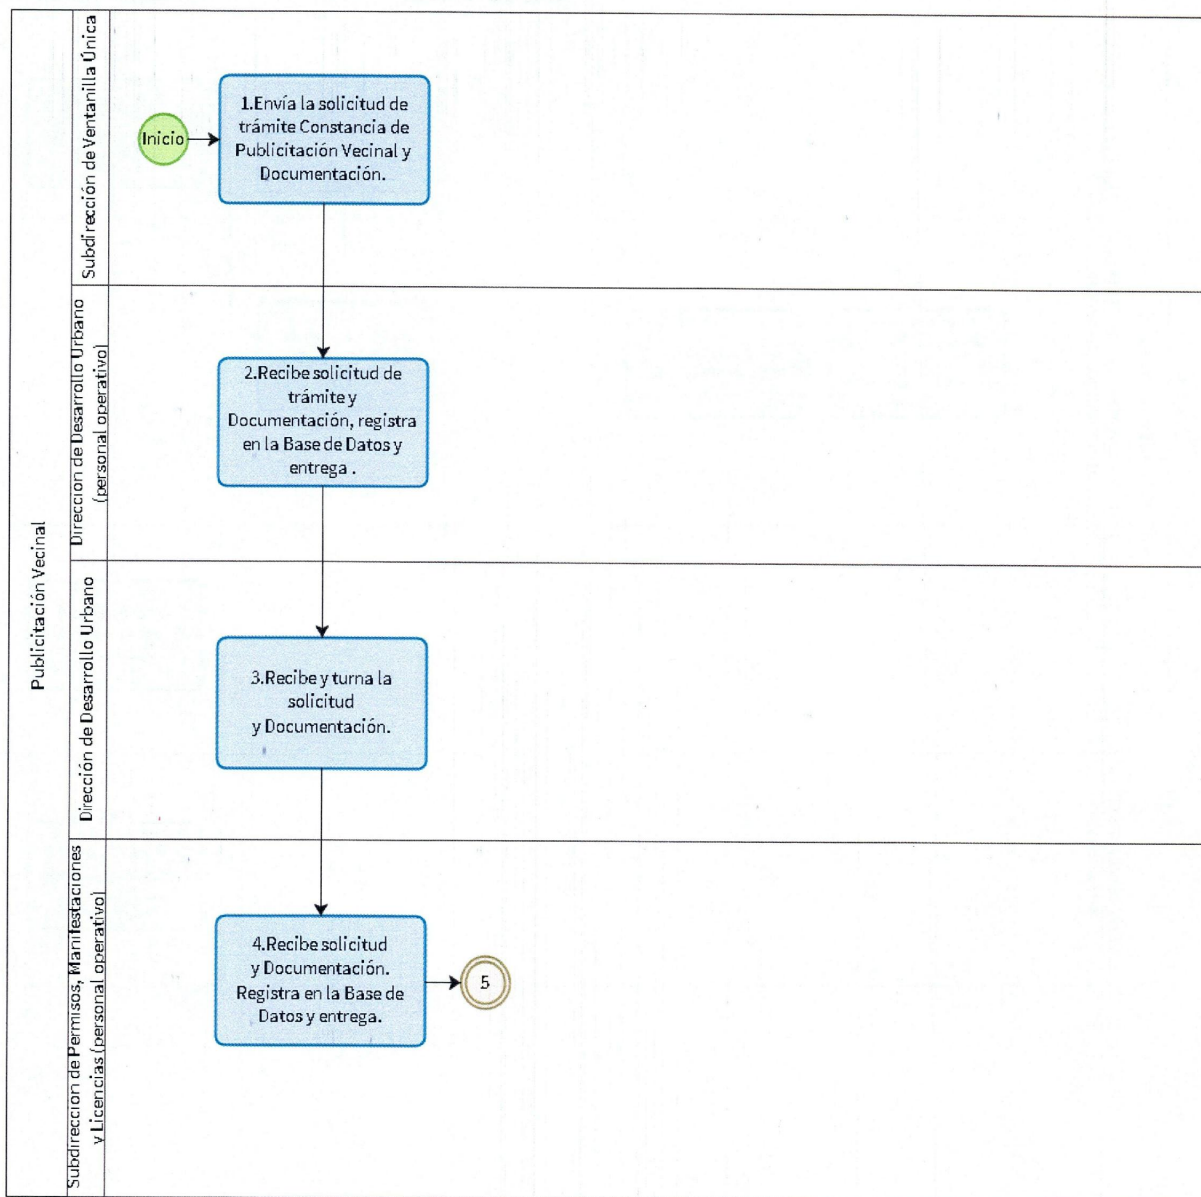 Publicitación Vecinal
Subdirección de Ventanilla Única
Inicio
1.Envía la solicitud de
trámite Constancia de
Publicitación Vecinal y
Documentación.
Direccion de Desarrollo Urbano
(personal operativo)
2.Recibe solicitud de
trámite y
Documentación, registra
en la Base de Datos y
entrega .
Dirección de Desarrollo Urbano
3.Recibe y turna la
solicitud
y Documentación.
Subdireccion de Permisos, Manifestaciones
y Licencias (personal operativo)
4.Recibe solicitud
y Documentación.
Registra en la Base de
Datos y entrega.
5